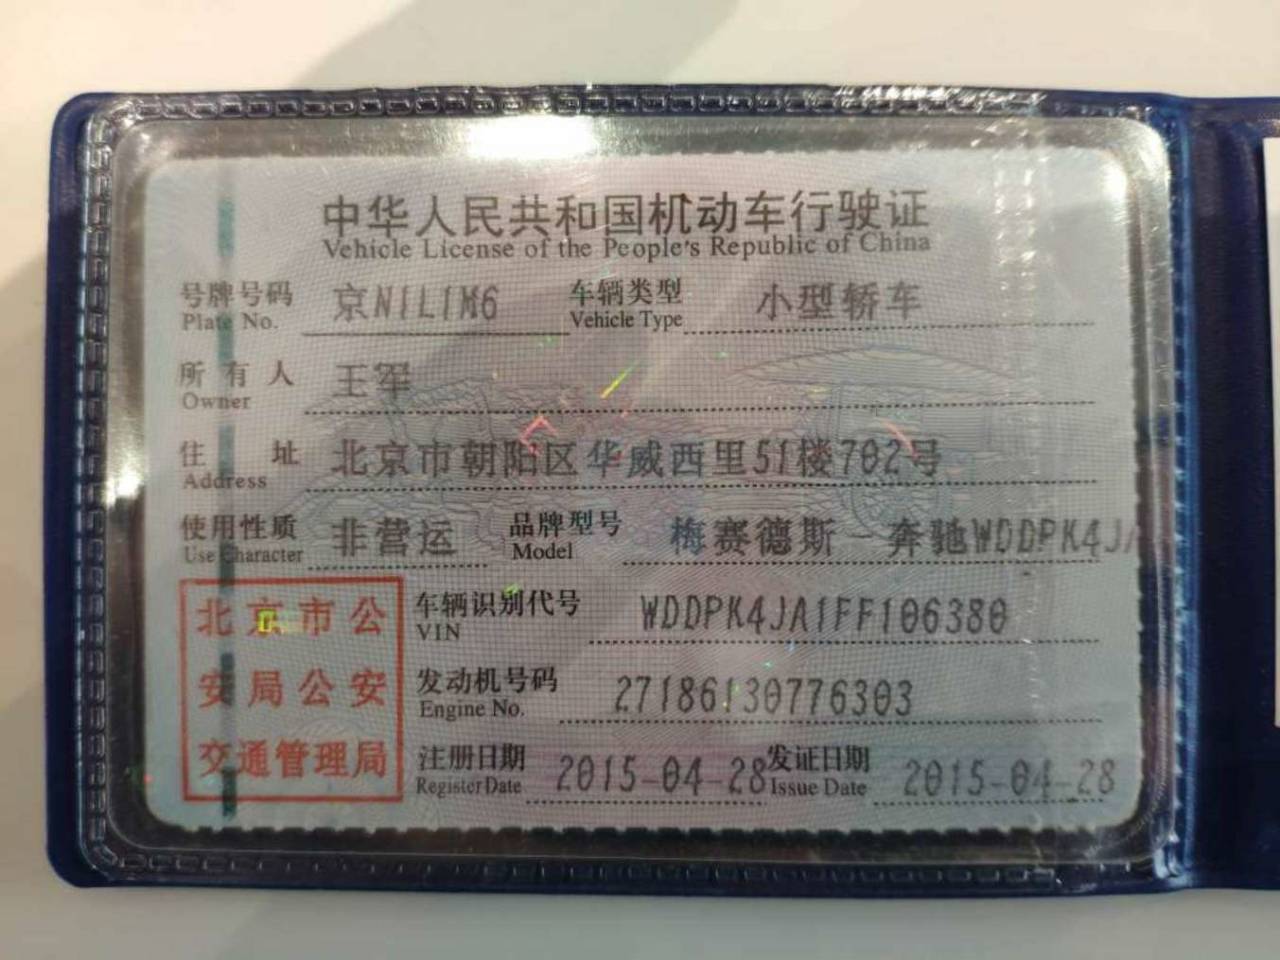 中华人民共和国机动车行驶证
Vehicle License of the People's Republic of China
号牌号码 京N1L1M6 车辆类型 小型轿车
Plate No. Vehicle Type
所有人 王军
Owner
住址 北京市朝阳区华威西里51楼702号
Address
使用性质 非营运 品牌型号 梅赛德斯 奔驰WDDPK4JA
Use Character Model
北京市公 车辆识别代号 WDDPK4JA1FF106380
VIN
安局公安 发动机号码 27186130776303
Engine No.
交通管理局 注册日期 2015-04-28 发证日期 2015-04-28
Register Date Issue Date